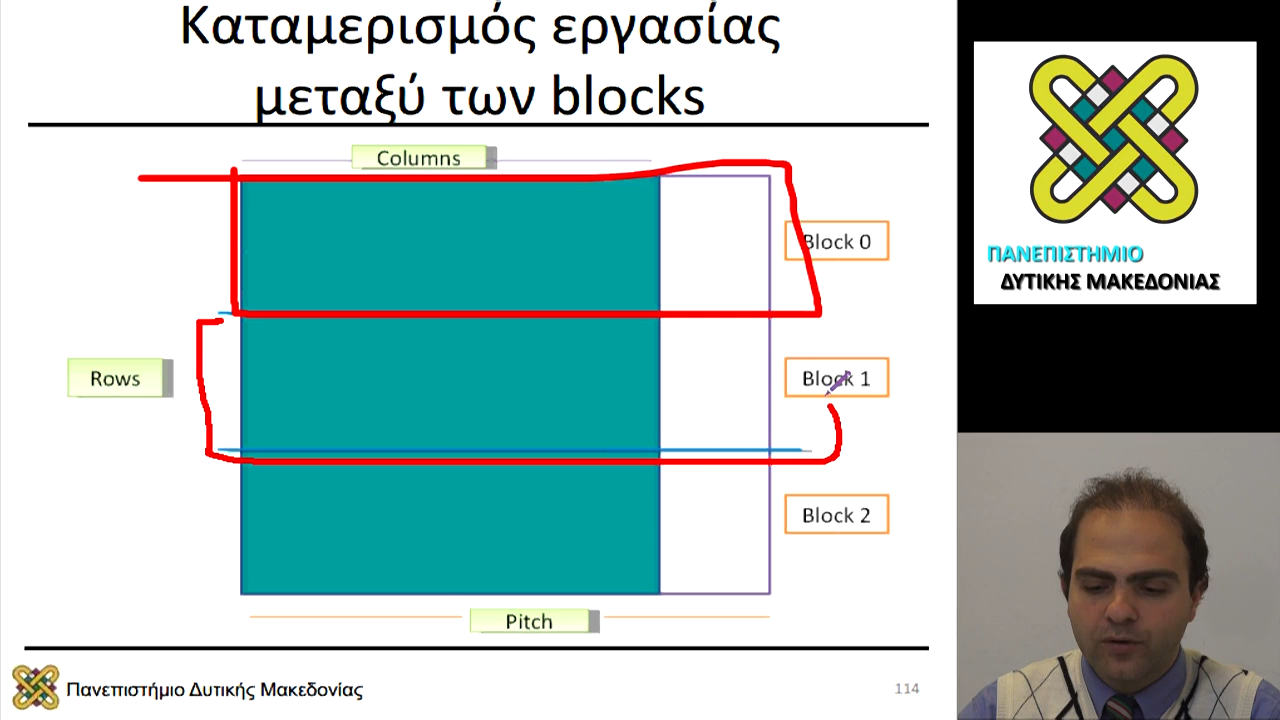 Καταμερισμός εργασίας
μεταξύ των blocks
Columns
Block 0
Rows
Block 1
Block 2
Pitch
Πανεπιστήμιο Δυτικής Μακεδονίας
114
ΠΑΝΕΠΙΣΤΗΜΙΟ
ΔΥΤΙΚΗΣ ΜΑΚΕΔΟΝΙΑΣ